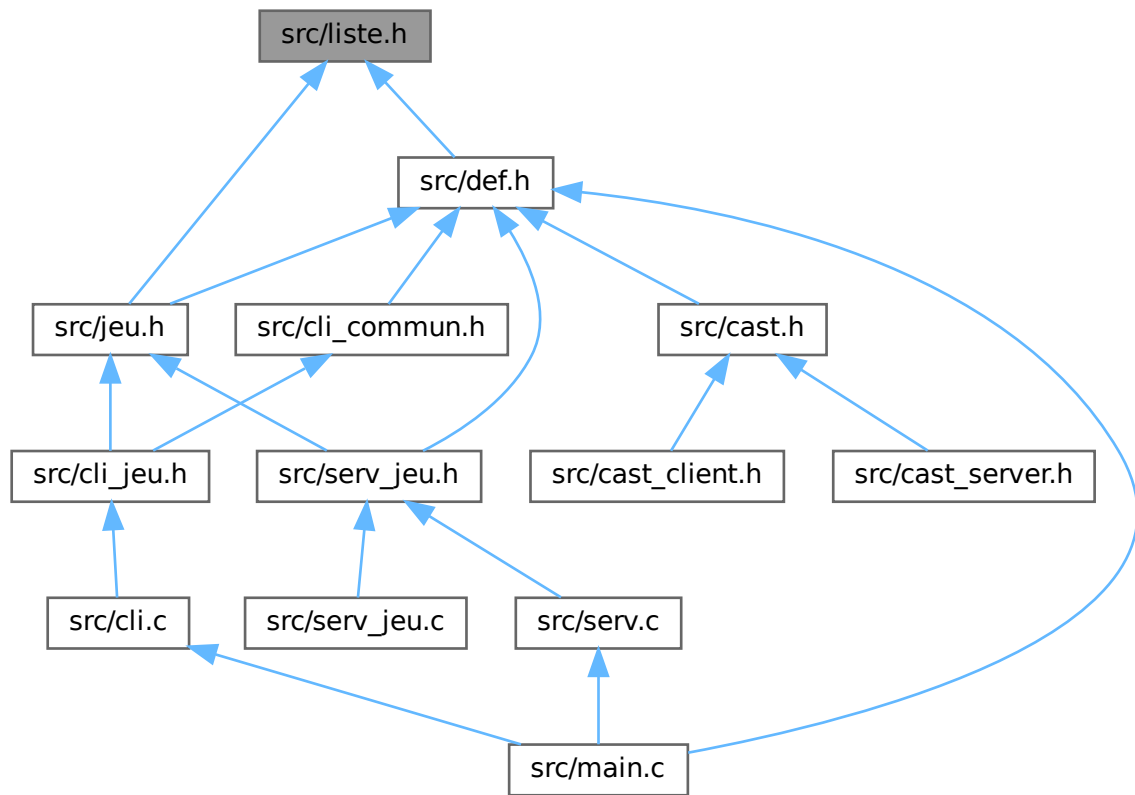 src/liste.h
src/def.h
src/jeu.h
src/cli_commun.h
src/cast.h
src/cli_jeu.h
src/serv_jeu.h
src/cast_client.h
src/cast_server.h
src/cli.c
src/serv_jeu.c
src/serv.c
src/main.c